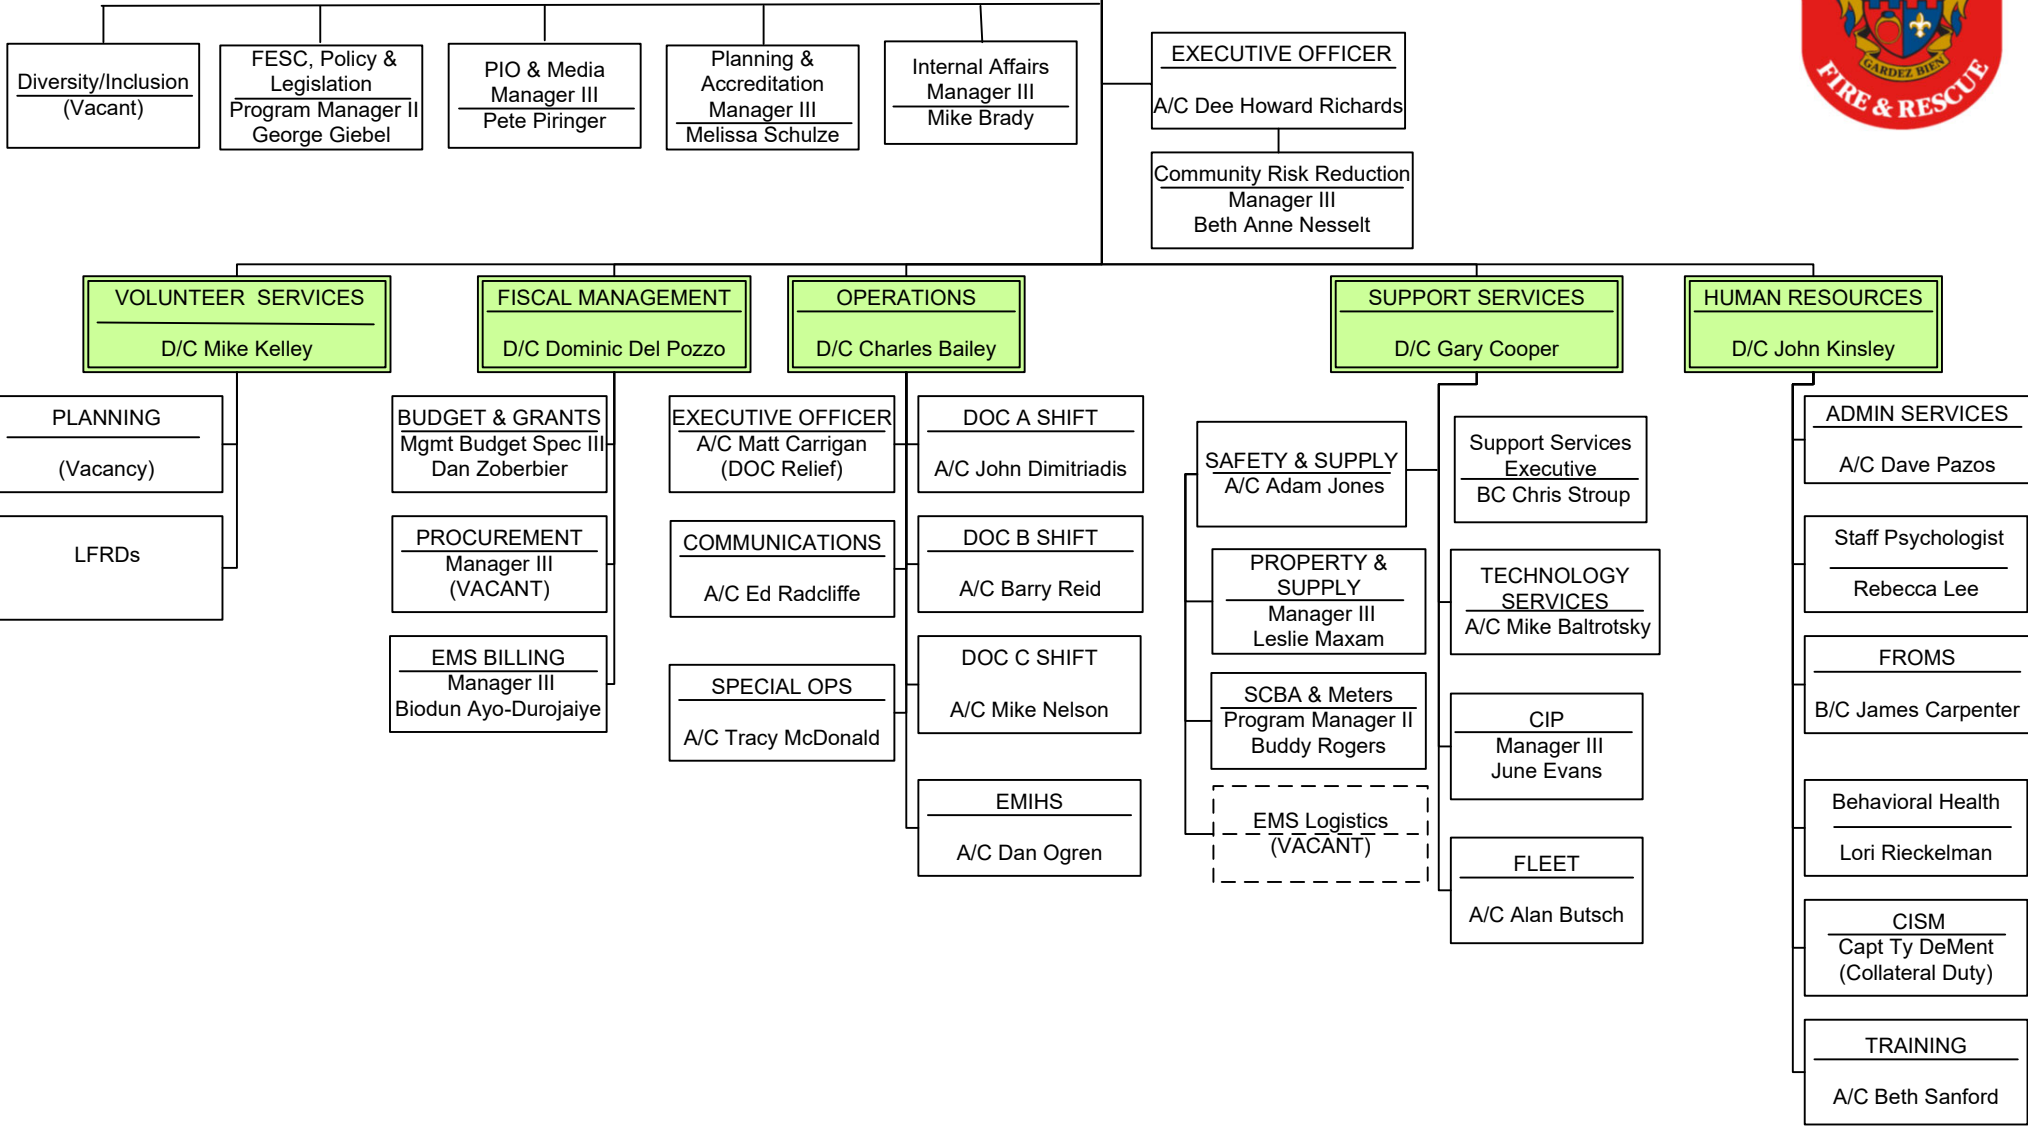 Diversity/Inclusion
(Vacant)
FESC, Policy &
Legislation
Program Manager II
George Giebel
PIO & Media
Manager III
Pete Piringer
Planning &
Accreditation
Manager III
Melissa Schulze
Internal Affairs
Manager III
Mike Brady
EXECUTIVE OFFICER
A/C Dee Howard Richards
Community Risk Reduction
Manager III
Beth Anne Nesselt
GARDEZ BIEN
FIRE & RESCUE
VOLUNTEER SERVICES
D/C Mike Kelley
PLANNING
(Vacancy)
LFRDs
FISCAL MANAGEMENT
D/C Dominic Del Pozzo
BUDGET & GRANTS
Mgmt Budget Spec III
Dan Zoberbier
PROCUREMENT
Manager III
(VACANT)
EMS BILLING
Manager III
Biodun Ayo-Durojaiye
OPERATIONS
D/C Charles Bailey
EXECUTIVE OFFICER
A/C Matt Carrigan
(DOC Relief)
COMMUNICATIONS
A/C Ed Radcliffe
SPECIAL OPS
A/C Tracy McDonald
DOC A SHIFT
A/C John Dimitriadis
DOC B SHIFT
A/C Barry Reid
DOC C SHIFT
A/C Mike Nelson
EMIHS
A/C Dan Ogren
SUPPORT SERVICES
D/C Gary Cooper
SAFETY & SUPPLY
A/C Adam Jones
PROPERTY &
SUPPLY
Manager III
Leslie Maxam
SCBA & Meters
Program Manager II
Buddy Rogers
EMS Logistics
(VACANT)
Support Services
Executive
BC Chris Stroup
TECHNOLOGY
SERVICES
A/C Mike Baltrotsky
CIP
Manager III
June Evans
FLEET
A/C Alan Butsch
HUMAN RESOURCES
D/C John Kinsley
ADMIN SERVICES
A/C Dave Pazos
Staff Psychologist
Rebecca Lee
FROMS
B/C James Carpenter
Behavioral Health
Lori Rieckelman
CISM
Capt Ty DeMent
(Collateral Duty)
TRAINING
A/C Beth Sanford